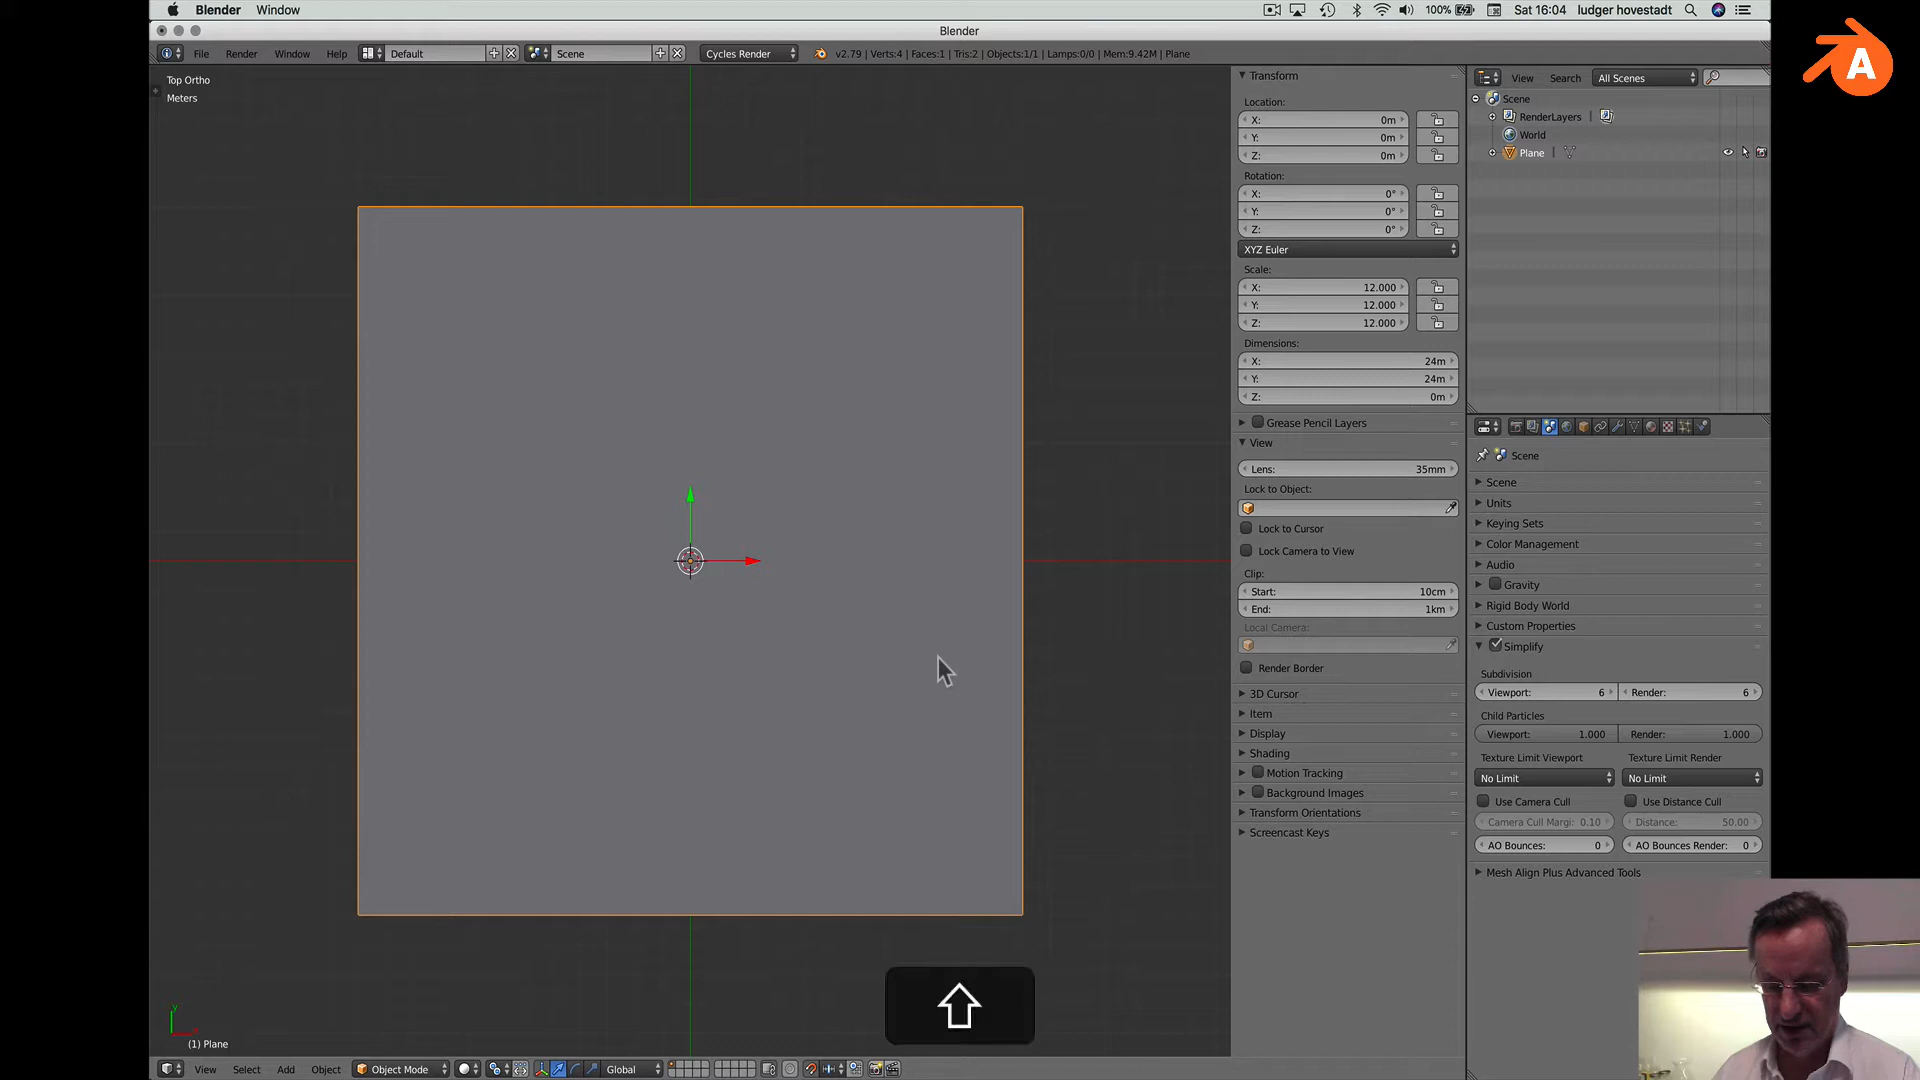 Blender Window 100% Sat 16:04 ludger hovestadt
Blender
File Render Window Help Default Scene Cycles Render v2.79 | Verts:4 | Faces:1 | Tris:2 | Objects:1/1 | Lamps:0/0 | Mem:9.42M | Plane
A
Top Ortho
Meters
(1) Plane
View Select Add Object Object Mode Global
Transform
Location:
X: 0m
Y: 0m
Z: 0m
Rotation:
X: 0°
Y: 0°
Z: 0°
XYZ Euler
Scale:
X: 12.000
Y: 12.000
Z: 12.000
Dimensions:
X: 24m
Y: 24m
Z: 0m
Grease Pencil Layers
View
Lens: 35mm
Lock to Object:
Lock to Cursor
Lock Camera to View
Clip:
Start: 10cm
End: 1km
Local Camera:
Render Border
3D Cursor
Item
Display
Shading
Motion Tracking
Background Images
Transform Orientations
Screencast Keys
View Search All Scenes
Scene
RenderLayers |
World
Plane |
Scene
Scene
Units
Keying Sets
Color Management
Audio
Gravity
Rigid Body World
Custom Properties
Simplify
Subdivision
Viewport: 6 Render: 6
Child Particles
Viewport: 1.000 Render: 1.000
Texture Limit Viewport Texture Limit Render
No Limit No Limit
Use Camera Cull Use Distance Cull
Camera Cull Margi: 0.10 Distance: 50.00
AO Bounces: 0 AO Bounces Render: 0
Mesh Align Plus Advanced Tools